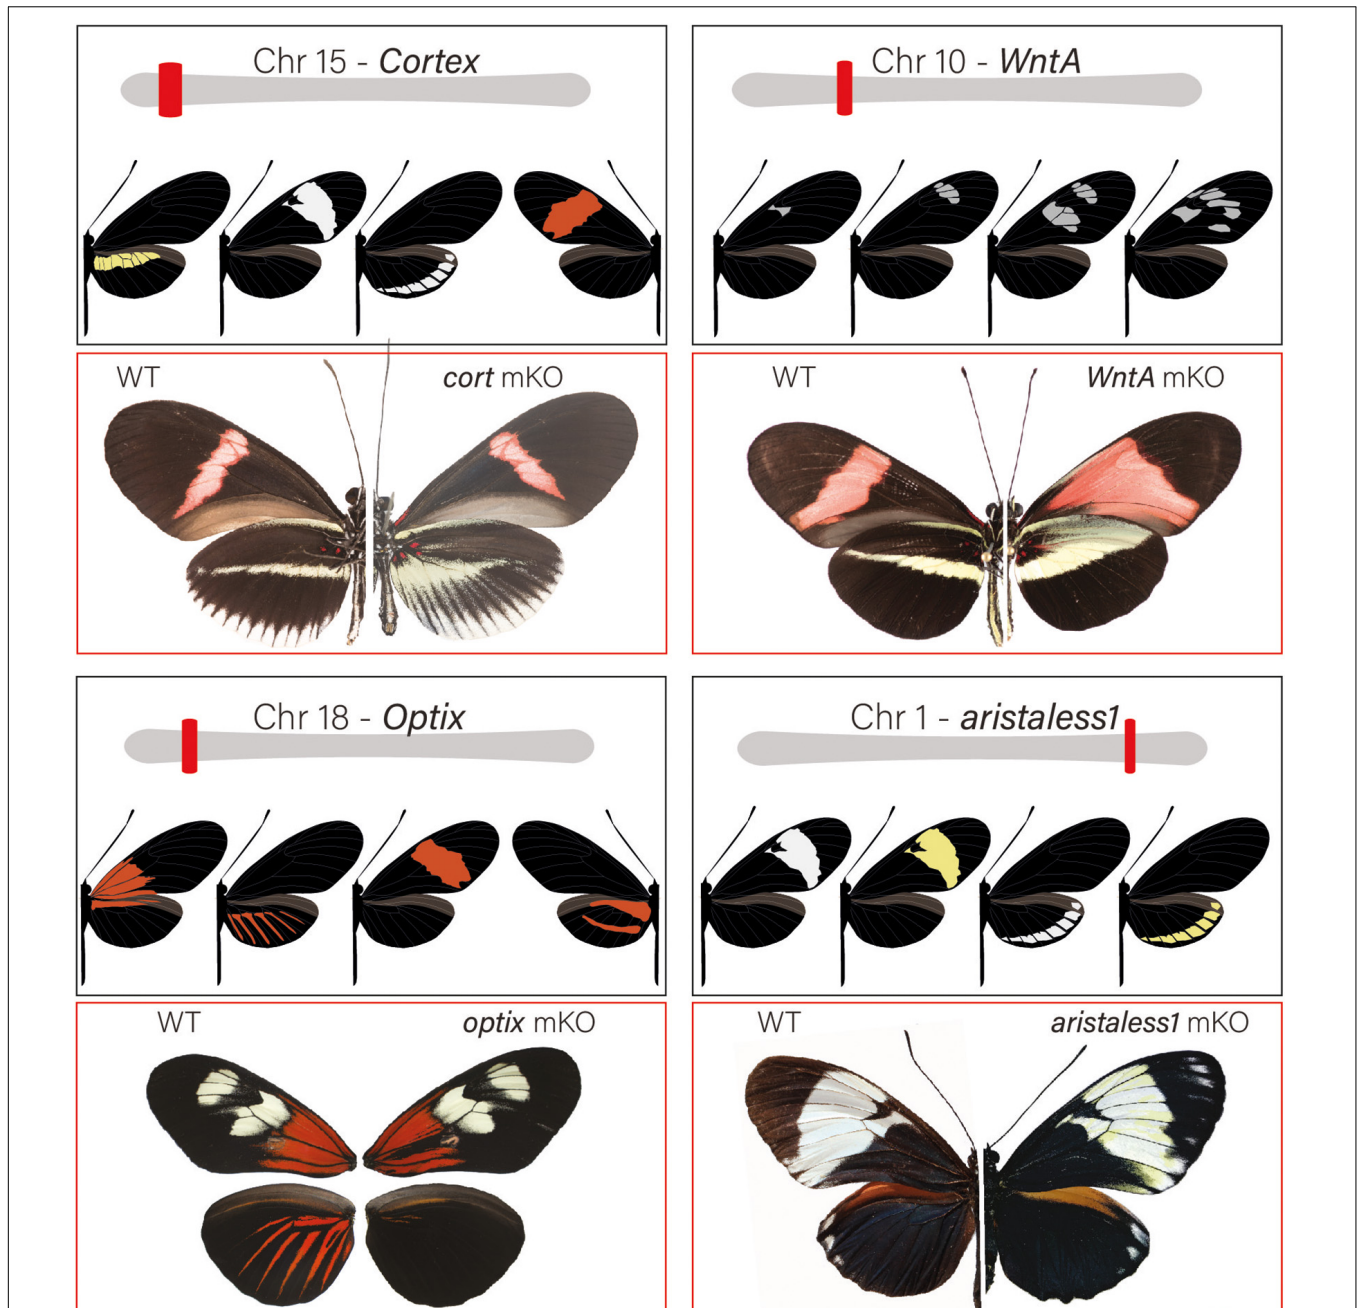 Chr 15 - Cortex
Chr 10 - WntA
WT
cort mKO
WT
WntA mKO
Chr 18 - Optix
Chr 1 - aristaless1
WT
optix mKO
WT
aristaless1 mKO